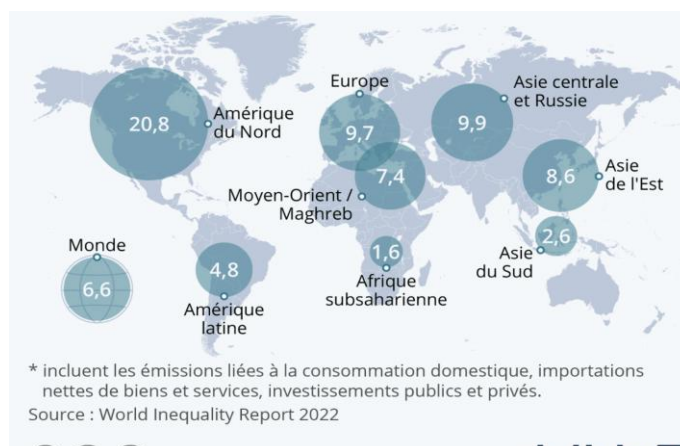 Europe
Asie centrale
et Russie
20,8
Amérique
du Nord
9,7
9,9
Moyen-Orient /
Maghreb
7,4
8,6
Asie
de l'Est
Monde
6,6
4,8
Amérique
latine
1,6
Afrique
subsaharienne
2,6
Asie
du Sud
* incluent les émissions liées à la consommation domestique, importations
nettes de biens et services, investissements publics et privés.
Source : World Inequality Report 2022